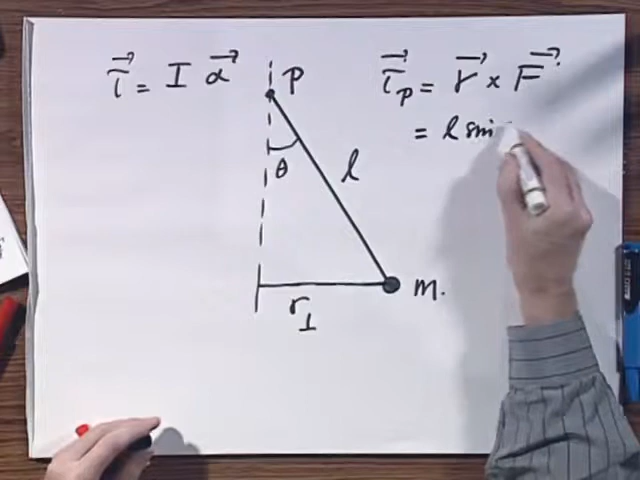 τ⃗ = I α⃗
P
τ⃗ₚ = r⃗ × F⃗
= l sin
θ
l
m.
r⊥